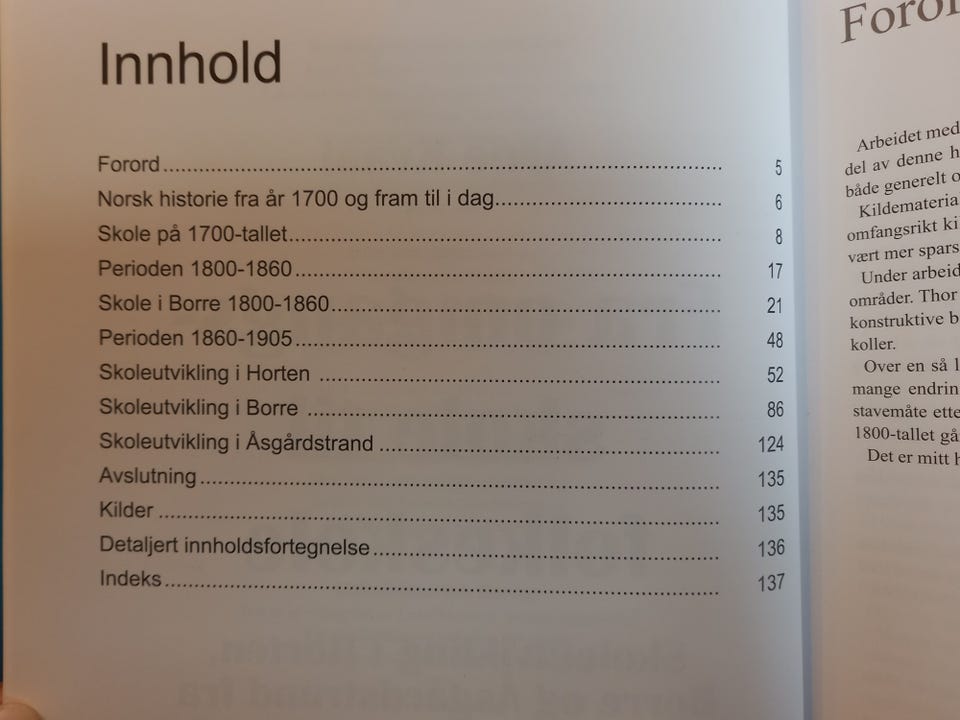 Innhold
Forord ........ 5
Norsk historie fra år 1700 og fram til i dag ........ 6
Skole på 1700-tallet ........ 8
Perioden 1800-1860 ........ 17
Skole i Borre 1800-1860 ........ 21
Perioden 1860-1905 ........ 48
Skoleutvikling i Horten ........ 52
Skoleutvikling i Borre ........ 86
Skoleutvikling i Åsgårdstrand ........ 124
Avslutning ........ 135
Kilder ........ 135
Detaljert innholdsfortegnelse ........ 136
Indeks ........ 137
Foror
Arbeidet med
del av denne h
både generelt o
Kildemateria
omfangsrikt ki
vært mer spars
Under arbeid
områder. Thor
konstruktive b
koller.
Over en så l
mange endrin
stavemåte ette
1800-tallet gå
Det er mitt h